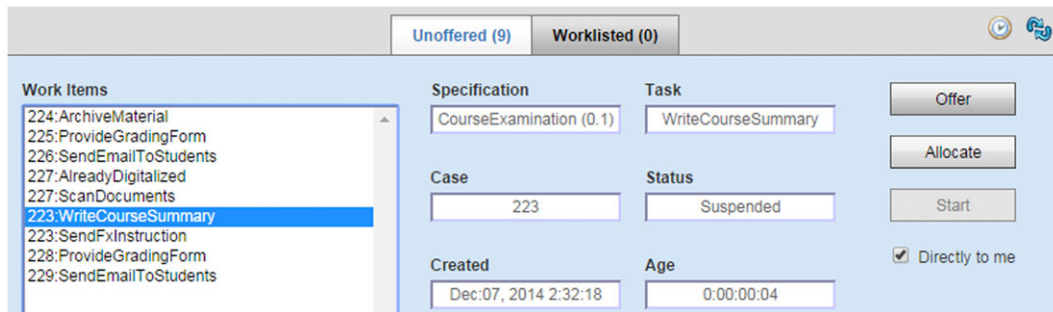 Unoffered (9)
Worklisted (0)
Work Items
224:ArchiveMaterial
225:ProvideGradingForm
226:SendEmailToStudents
227:AlreadyDigitalized
227:ScanDocuments
223:WriteCourseSummary
223:SendFxInstruction
228:ProvideGradingForm
229:SendEmailToStudents
Specification
CourseExamination (0.1)
Task
WriteCourseSummary
Case
223
Status
Suspended
Created
Dec:07, 2014 2:32:18
Age
0:00:00:04
Offer
Allocate
Start
Directly to me